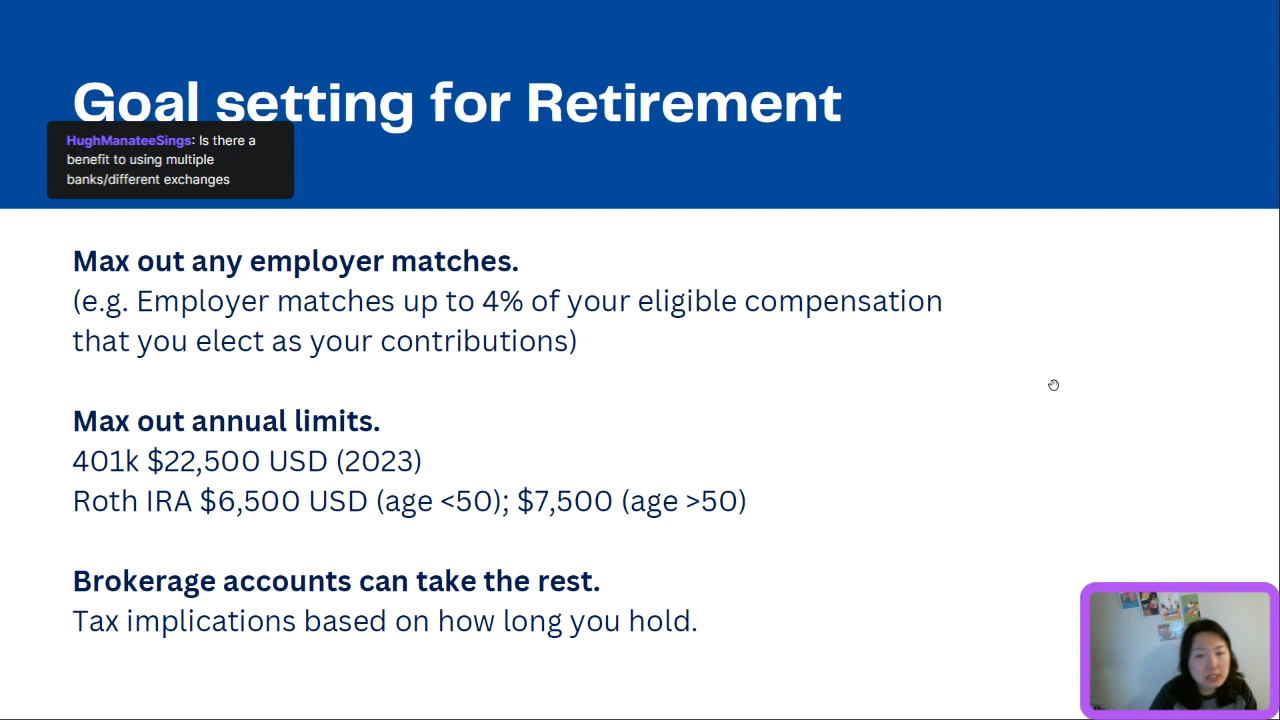 Goal setting for Retirement
HughManateeSings: Is there a
benefit to using multiple
banks/different exchanges
Max out any employer matches.
(e.g. Employer matches up to 4% of your eligible compensation
that you elect as your contributions)
Max out annual limits.
401k $22,500 USD (2023)
Roth IRA $6,500 USD (age <50); $7,500 (age >50)
Brokerage accounts can take the rest.
Tax implications based on how long you hold.